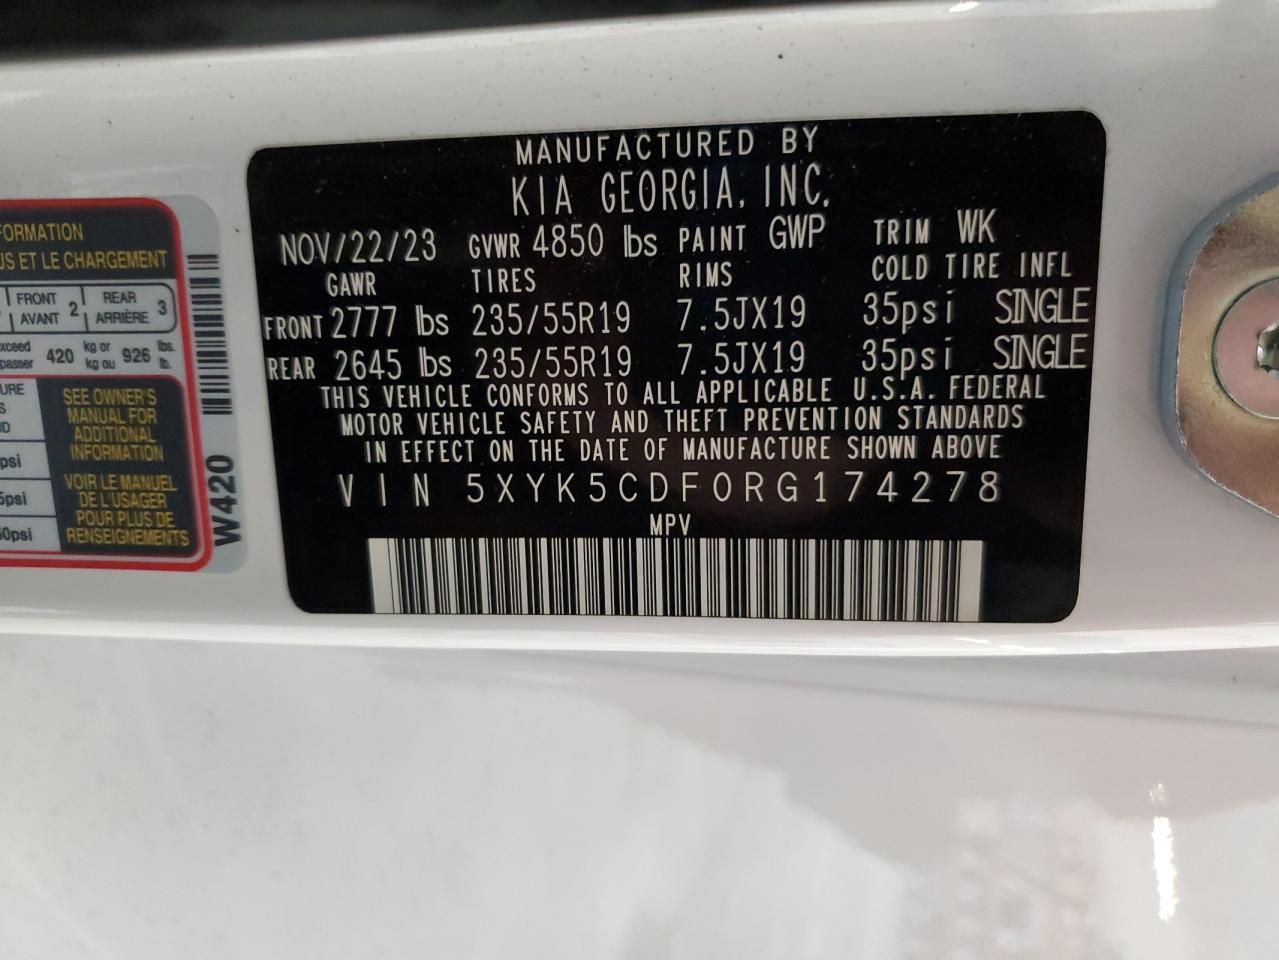 MANUFACTURED BY
KIA GEORGIA, INC.
NOV/22/23 GVWR 4850 lbs PAINT GWP TRIM WK
GAWR TIRES RIMS COLD TIRE INFL
FRONT 2777 lbs 235/55R19 7.5JX19 35psi SINGLE
REAR 2645 lbs 235/55R19 7.5JX19 35psi SINGLE
THIS VEHICLE CONFORMS TO ALL APPLICABLE U.S.A. FEDERAL
MOTOR VEHICLE SAFETY AND THEFT PREVENTION STANDARDS
IN EFFECT ON THE DATE OF MANUFACTURE SHOWN ABOVE
VIN 5XYK5CDF0RG174278
MPV
ET LE CHARGEMENT
FRONT 2 REAR 3
AVANT ARRIÈRE
420 kg or 926 lbs.
kg ou lb.
SEE OWNER'S
MANUAL FOR
ADDITIONAL
INFORMATION
psi
VOIR LE MANUEL
DE L'USAGER
POUR PLUS DE
RENSEIGNEMENTS
W420